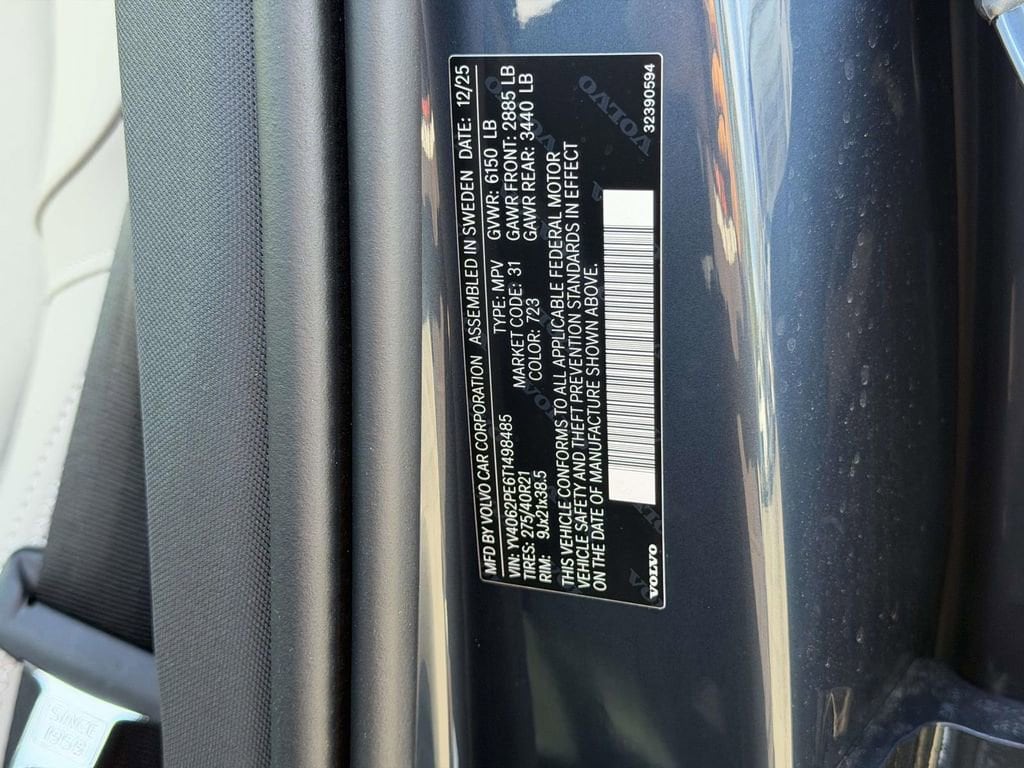 MFD BY VOLVO CAR CORPORATION ASSEMBLED IN SWEDEN DATE: 12/25
VIN: YV4062PE6T1498485 TYPE: MPV GVWR: 6150 LB
TIRES: 275/40R21 MARKET CODE: 31 GAWR FRONT: 2885 LB
RIM: 9Jx21x38.5 COLOR: 723 GAWR REAR: 3440 LB
THIS VEHICLE CONFORMS TO ALL APPLICABLE FEDERAL MOTOR
VEHICLE SAFETY AND THEFT PREVENTION STANDARDS IN EFFECT
ON THE DATE OF MANUFACTURE SHOWN ABOVE.
VOLVO 32390594
VOLVO
SINCE
1959